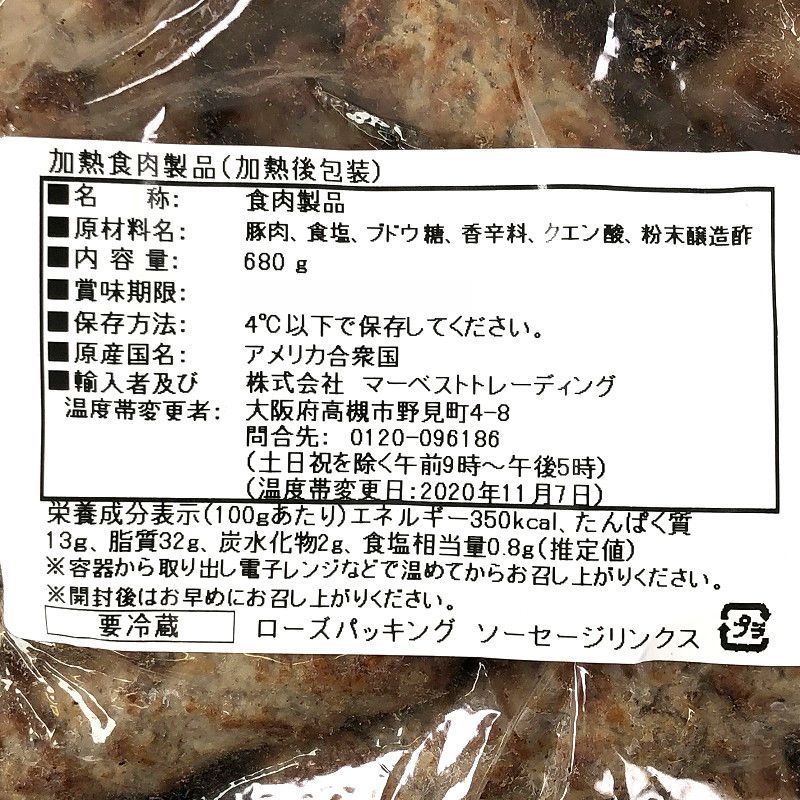 加熱食肉製品(加熱後包装)
■名　　称: 食肉製品
■原材料名: 豚肉、食塩、ブドウ糖、香辛料、クエン酸、粉末醸造酢
■内 容 量: 680 g
■賞味期限:
■保存方法: 4℃以下で保存してください。
■原産国名: アメリカ合衆国
■輸入者及び 株式会社 マーベストトレーディング
温度帯変更者: 大阪府高槻市野見町4-8
問合先: 0120-096186
(土日祝を除く午前9時～午後5時)
(温度帯変更日:2020年11月7日)
栄養成分表示(100gあたり)エネルギー350kcal、たんぱく質
13g、脂質32g、炭水化物2g、食塩相当量0.8g(推定値)
※容器から取り出し電子レンジなどで温めてからお召し上がりください。
※開封後はお早めにお召し上がりください。
要冷蔵 ローズパッキング ソーセージリンクス プラ